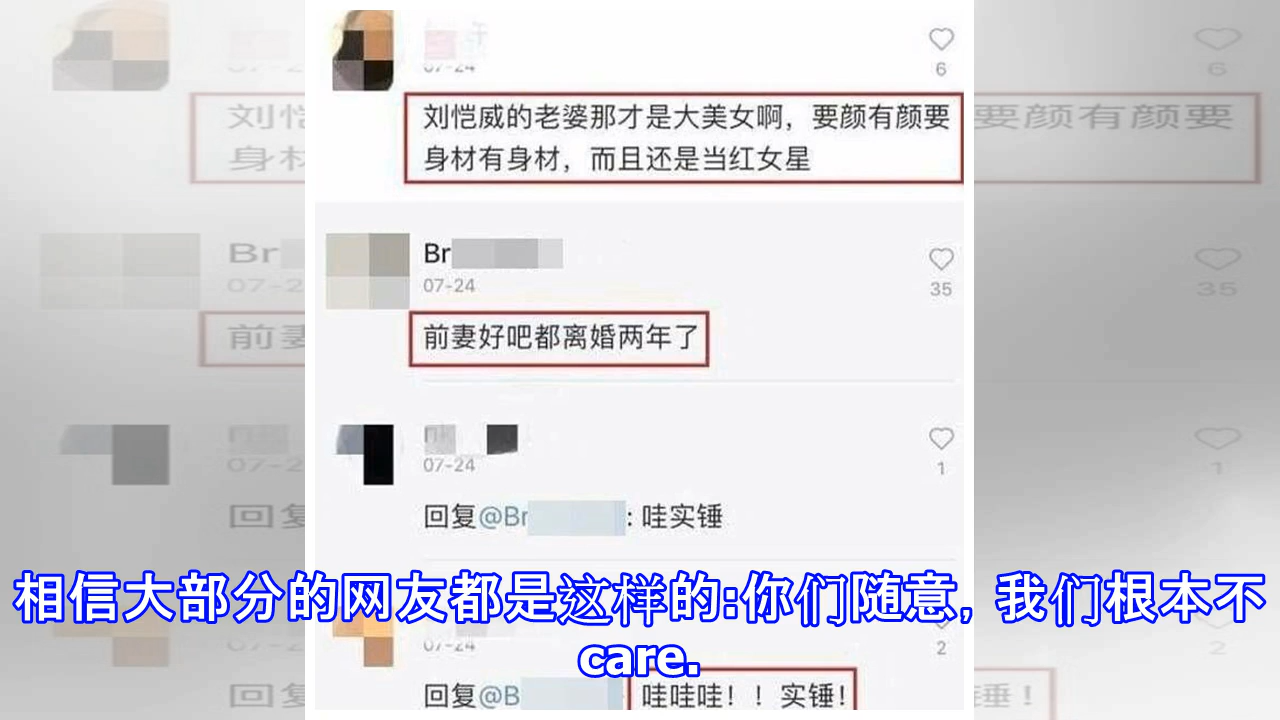 07-24
6
刘恺威的老婆那才是大美女啊，要颜有颜要
身材有身材，而且还是当红女星
Br
07-24
35
前妻好吧都离婚两年了
07-24
1
回复@Br : 哇实锤
相信大部分的网友都是这样的:你们随意, 我们根本不
care.
07-24
2
回复@B 哇哇哇！！实锤！